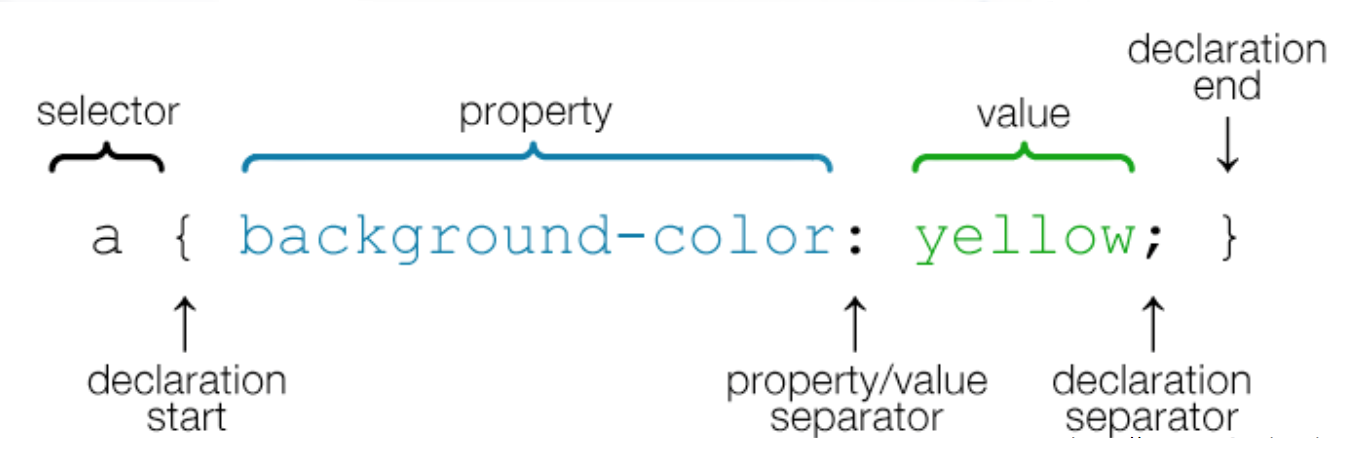 declaration
end
selector
property
value
a { background-color: yellow; }
declaration
start
property/value
separator
declaration
separator